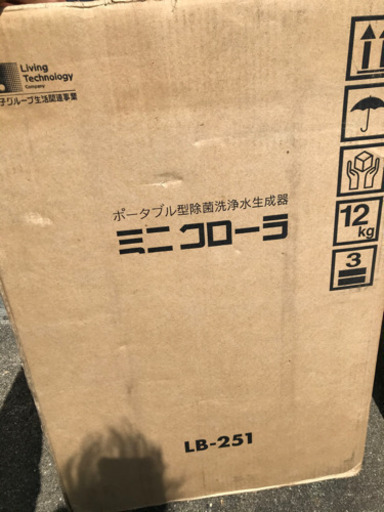 Living
Technology
Company
グループ生活関連事業
ポータブル型除菌洗浄水生成器
ミニクローラ
12
kg
3
LB-251